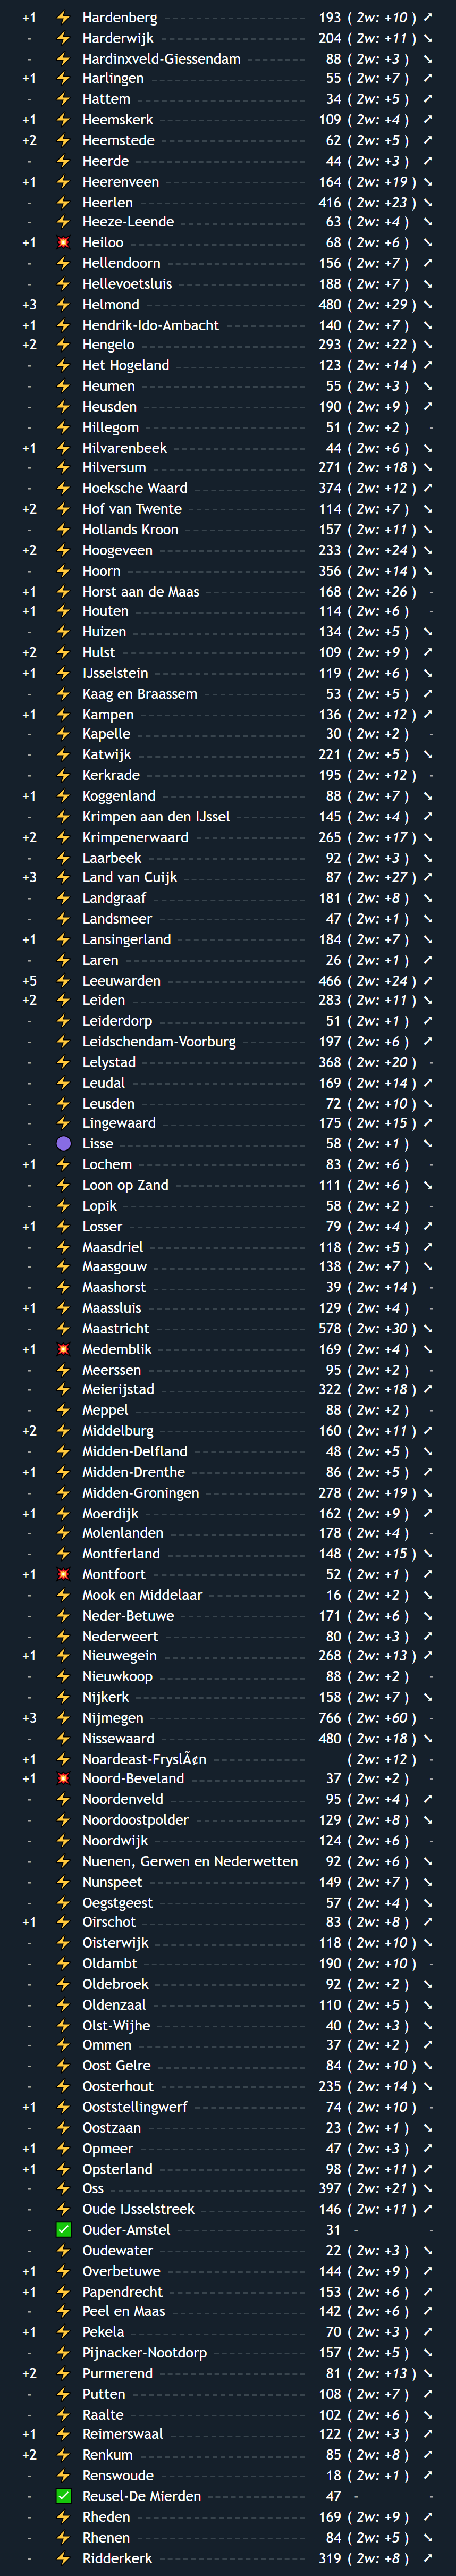 +1 ⚡ Hardenberg 193 ( 2w: +10 ) ↗
- ⚡ Harderwijk 204 ( 2w: +11 ) ↘
- ⚡ Hardinxveld-Giessendam 88 ( 2w: +3 ) ↘
+1 ⚡ Harlingen 55 ( 2w: +7 ) ↗
- ⚡ Hattem 34 ( 2w: +5 ) ↗
+1 ⚡ Heemskerk 109 ( 2w: +4 ) ↗
+2 ⚡ Heemstede 62 ( 2w: +5 ) ↗
- ⚡ Heerde 44 ( 2w: +3 ) ↗
+1 ⚡ Heerenveen 164 ( 2w: +19 ) ↘
- ⚡ Heerlen 416 ( 2w: +23 ) ↘
- ⚡ Heeze-Leende 63 ( 2w: +4 ) ↘
+1 💥 Heiloo 68 ( 2w: +6 ) ↘
- ⚡ Hellendoorn 156 ( 2w: +7 ) ↗
- ⚡ Hellevoetsluis 188 ( 2w: +7 ) ↘
+3 ⚡ Helmond 480 ( 2w: +29 ) ↘
+1 ⚡ Hendrik-Ido-Ambacht 140 ( 2w: +7 ) ↘
+2 ⚡ Hengelo 293 ( 2w: +22 ) ↘
- ⚡ Het Hogeland 123 ( 2w: +14 ) ↗
- ⚡ Heumen 55 ( 2w: +3 ) ↘
- ⚡ Heusden 190 ( 2w: +9 ) ↗
- ⚡ Hillegom 51 ( 2w: +2 ) -
+1 ⚡ Hilvarenbeek 44 ( 2w: +6 ) ↘
- ⚡ Hilversum 271 ( 2w: +18 ) ↘
- ⚡ Hoeksche Waard 374 ( 2w: +12 ) ↗
+2 ⚡ Hof van Twente 114 ( 2w: +7 ) ↘
- ⚡ Hollands Kroon 157 ( 2w: +11 ) ↘
+2 ⚡ Hoogeveen 233 ( 2w: +24 ) ↘
- ⚡ Hoorn 356 ( 2w: +14 ) ↘
+1 ⚡ Horst aan de Maas 168 ( 2w: +26 ) -
+1 ⚡ Houten 114 ( 2w: +6 ) -
- ⚡ Huizen 134 ( 2w: +5 ) ↘
+2 ⚡ Hulst 109 ( 2w: +9 ) ↗
+1 ⚡ IJsselstein 119 ( 2w: +6 ) ↘
- ⚡ Kaag en Braassem 53 ( 2w: +5 ) ↗
+1 ⚡ Kampen 136 ( 2w: +12 ) ↗
- ⚡ Kapelle 30 ( 2w: +2 ) -
- ⚡ Katwijk 221 ( 2w: +5 ) ↘
- ⚡ Kerkrade 195 ( 2w: +12 ) -
+1 ⚡ Koggenland 88 ( 2w: +7 ) ↘
- ⚡ Krimpen aan den IJssel 145 ( 2w: +4 ) ↗
+2 ⚡ Krimpenerwaard 265 ( 2w: +17 ) ↘
- ⚡ Laarbeek 92 ( 2w: +3 ) ↘
+3 ⚡ Land van Cuijk 87 ( 2w: +27 ) ↗
- ⚡ Landgraaf 181 ( 2w: +8 ) ↘
- ⚡ Landsmeer 47 ( 2w: +1 ) ↘
+1 ⚡ Lansingerland 184 ( 2w: +7 ) ↘
- ⚡ Laren 26 ( 2w: +1 ) ↗
+5 ⚡ Leeuwarden 466 ( 2w: +24 ) ↗
+2 ⚡ Leiden 283 ( 2w: +11 ) ↘
- ⚡ Leiderdorp 51 ( 2w: +1 ) ↗
- ⚡ Leidschendam-Voorburg 197 ( 2w: +6 ) ↗
- ⚡ Lelystad 368 ( 2w: +20 ) -
- ⚡ Leudal 169 ( 2w: +14 ) ↗
- ⚡ Leusden 72 ( 2w: +10 ) ↘
- ⚡ Lingewaard 175 ( 2w: +15 ) ↗
- 🟣 Lisse 58 ( 2w: +1 ) ↘
+1 ⚡ Lochem 83 ( 2w: +6 ) -
- ⚡ Loon op Zand 111 ( 2w: +6 ) ↘
- ⚡ Lopik 58 ( 2w: +2 ) -
+1 ⚡ Losser 79 ( 2w: +4 ) ↗
- ⚡ Maasdriel 118 ( 2w: +5 ) ↗
- ⚡ Maasgouw 138 ( 2w: +7 ) ↘
- ⚡ Maashorst 39 ( 2w: +14 ) -
+1 ⚡ Maassluis 129 ( 2w: +4 ) -
- ⚡ Maastricht 578 ( 2w: +30 ) ↘
+1 💥 Medemblik 169 ( 2w: +4 ) ↘
- ⚡ Meerssen 95 ( 2w: +2 ) -
- ⚡ Meierijstad 322 ( 2w: +18 ) ↗
- ⚡ Meppel 88 ( 2w: +2 ) -
+2 ⚡ Middelburg 160 ( 2w: +11 ) ↗
- ⚡ Midden-Delfland 48 ( 2w: +5 ) ↘
+1 ⚡ Midden-Drenthe 86 ( 2w: +5 ) ↗
- ⚡ Midden-Groningen 278 ( 2w: +19 ) ↘
+1 ⚡ Moerdijk 162 ( 2w: +9 ) ↗
- ⚡ Molenlanden 178 ( 2w: +4 ) -
- ⚡ Montferland 148 ( 2w: +15 ) ↘
+1 💥 Montfoort 52 ( 2w: +1 ) ↗
- ⚡ Mook en Middelaar 16 ( 2w: +2 ) ↘
- ⚡ Neder-Betuwe 171 ( 2w: +6 ) ↘
- ⚡ Nederweert 80 ( 2w: +3 ) ↗
+1 ⚡ Nieuwegein 268 ( 2w: +13 ) ↗
- ⚡ Nieuwkoop 88 ( 2w: +2 ) -
- ⚡ Nijkerk 158 ( 2w: +7 ) ↘
+3 ⚡ Nijmegen 766 ( 2w: +60 ) -
- ⚡ Nissewaard 480 ( 2w: +18 ) ↘
+1 ⚡ Noardeast-FryslÃ¢n ( 2w: +12 ) -
+1 💥 Noord-Beveland 37 ( 2w: +2 ) -
- ⚡ Noordenveld 95 ( 2w: +4 ) ↗
- ⚡ Noordoostpolder 129 ( 2w: +8 ) ↘
- ⚡ Noordwijk 124 ( 2w: +6 ) -
- ⚡ Nuenen, Gerwen en Nederwetten 92 ( 2w: +6 ) ↘
- ⚡ Nunspeet 149 ( 2w: +7 ) ↘
- ⚡ Oegstgeest 57 ( 2w: +4 ) ↘
+1 ⚡ Oirschot 83 ( 2w: +8 ) ↗
- ⚡ Oisterwijk 118 ( 2w: +10 ) ↘
- ⚡ Oldambt 190 ( 2w: +10 ) -
- ⚡ Oldebroek 92 ( 2w: +2 ) ↘
- ⚡ Oldenzaal 110 ( 2w: +5 ) ↘
- ⚡ Olst-Wijhe 40 ( 2w: +3 ) ↘
- ⚡ Ommen 37 ( 2w: +2 ) ↗
- ⚡ Oost Gelre 84 ( 2w: +10 ) ↘
- ⚡ Oosterhout 235 ( 2w: +14 ) ↘
+1 ⚡ Ooststellingwerf 74 ( 2w: +10 ) -
- ⚡ Oostzaan 23 ( 2w: +1 ) ↘
+1 ⚡ Opmeer 47 ( 2w: +3 ) ↗
+1 ⚡ Opsterland 98 ( 2w: +11 ) ↗
- ⚡ Oss 397 ( 2w: +21 ) ↘
- ⚡ Oude IJsselstreek 146 ( 2w: +11 ) ↗
- ✅ Ouder-Amstel 31 - -
- ⚡ Oudewater 22 ( 2w: +3 ) ↘
+1 ⚡ Overbetuwe 144 ( 2w: +9 ) ↗
+1 ⚡ Papendrecht 153 ( 2w: +6 ) ↗
- ⚡ Peel en Maas 142 ( 2w: +6 ) ↗
+1 ⚡ Pekela 70 ( 2w: +3 ) ↗
- ⚡ Pijnacker-Nootdorp 157 ( 2w: +5 ) ↘
+2 ⚡ Purmerend 81 ( 2w: +13 ) ↘
- ⚡ Putten 108 ( 2w: +7 ) ↗
- ⚡ Raalte 102 ( 2w: +6 ) ↘
+1 ⚡ Reimerswaal 122 ( 2w: +3 ) ↗
+2 ⚡ Renkum 85 ( 2w: +8 ) ↗
- ⚡ Renswoude 18 ( 2w: +1 ) ↗
- ✅ Reusel-De Mierden 47 - -
- ⚡ Rheden 169 ( 2w: +9 ) ↗
- ⚡ Rhenen 84 ( 2w: +5 ) ↘
- ⚡ Ridderkerk 319 ( 2w: +8 ) ↗